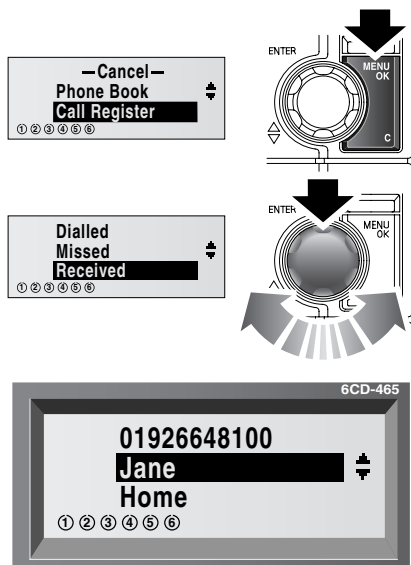 —Cancel—
Phone Book
Call Register
①②③④⑤⑥
ENTER
MENU
OK
C
Dialled
Missed
Received
①②③④⑤⑥
ENTER
MENU
OK
6CD-465
01926648100
Jane
Home
①②③④⑤⑥